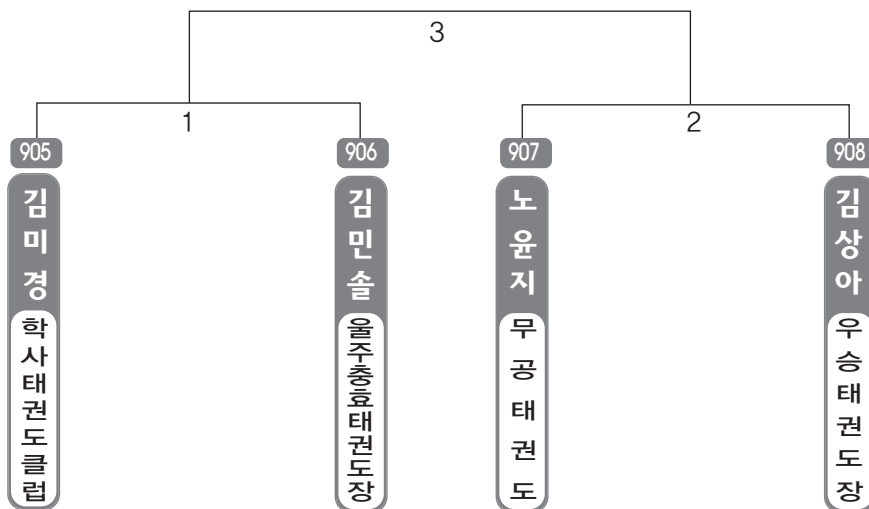 3
1
2
905
906
907
908
김미경
김민솔
노윤지
김상아
학사태권도클럽
울주충효태권도장
무공태권도
우승태권도장